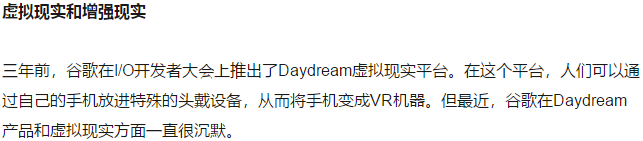 虚拟现实和增强现实
三年前，谷歌在I/O开发者大会上推出了Daydream虚拟现实平台。在这个平台，人们可以通
过自己的手机放进特殊的头戴设备，从而将手机变成VR机器。但最近，谷歌在Daydream
产品和虚拟现实方面一直很沉默。